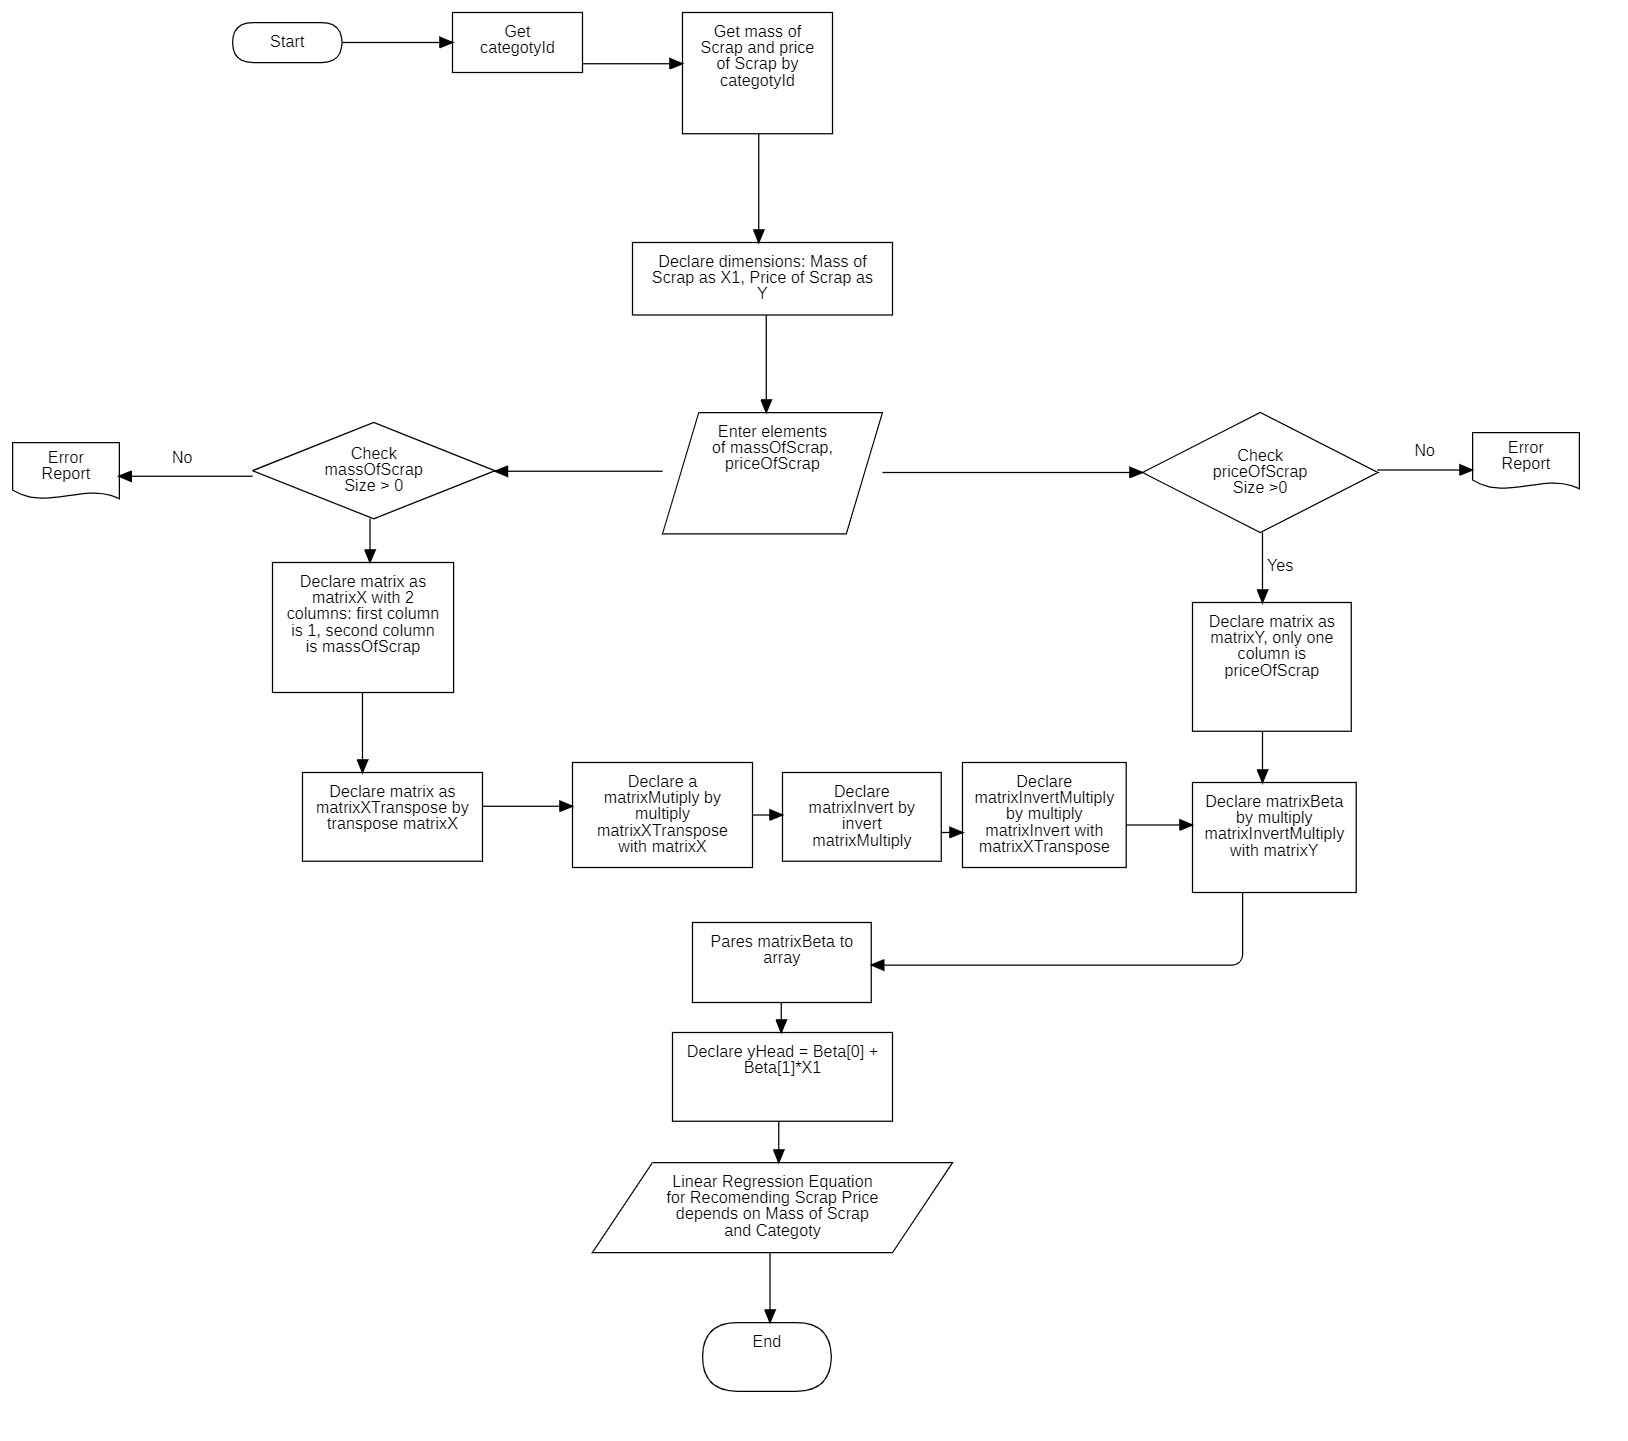 Start
Get
categotyId
Get mass of
Scrap and price
of Scrap by
categotyId
Declare dimensions: Mass of
Scrap as X1, Price of Scrap as
Y
Enter elements
of massOfScrap,
priceOfScrap
Check
massOfScrap
Size > 0
No
Error
Report
Check
priceOfScrap
Size >0
No
Error
Report
Yes
Declare matrix as
matrixX with 2
columns: first column
is 1, second column
is massOfScrap
Declare matrix as
matrixY, only one
column is
priceOfScrap
Declare matrix as
matrixXTranspose by
transpose matrixX
Declare a
matrixMutiply by
multiply
matrixXTranspose
with matrixX
Declare
matrixInvert by
invert
matrixMultiply
Declare
matrixInvertMultiply
by multiply
matrixInvert with
matrixXTranspose
Declare matrixBeta
by multiply
matrixInvertMultiply
with matrixY
Pares matrixBeta to
array
Declare yHead = Beta[0] +
Beta[1]*X1
Linear Regression Equation
for Recomending Scrap Price
depends on Mass of Scrap
and Categoty
End